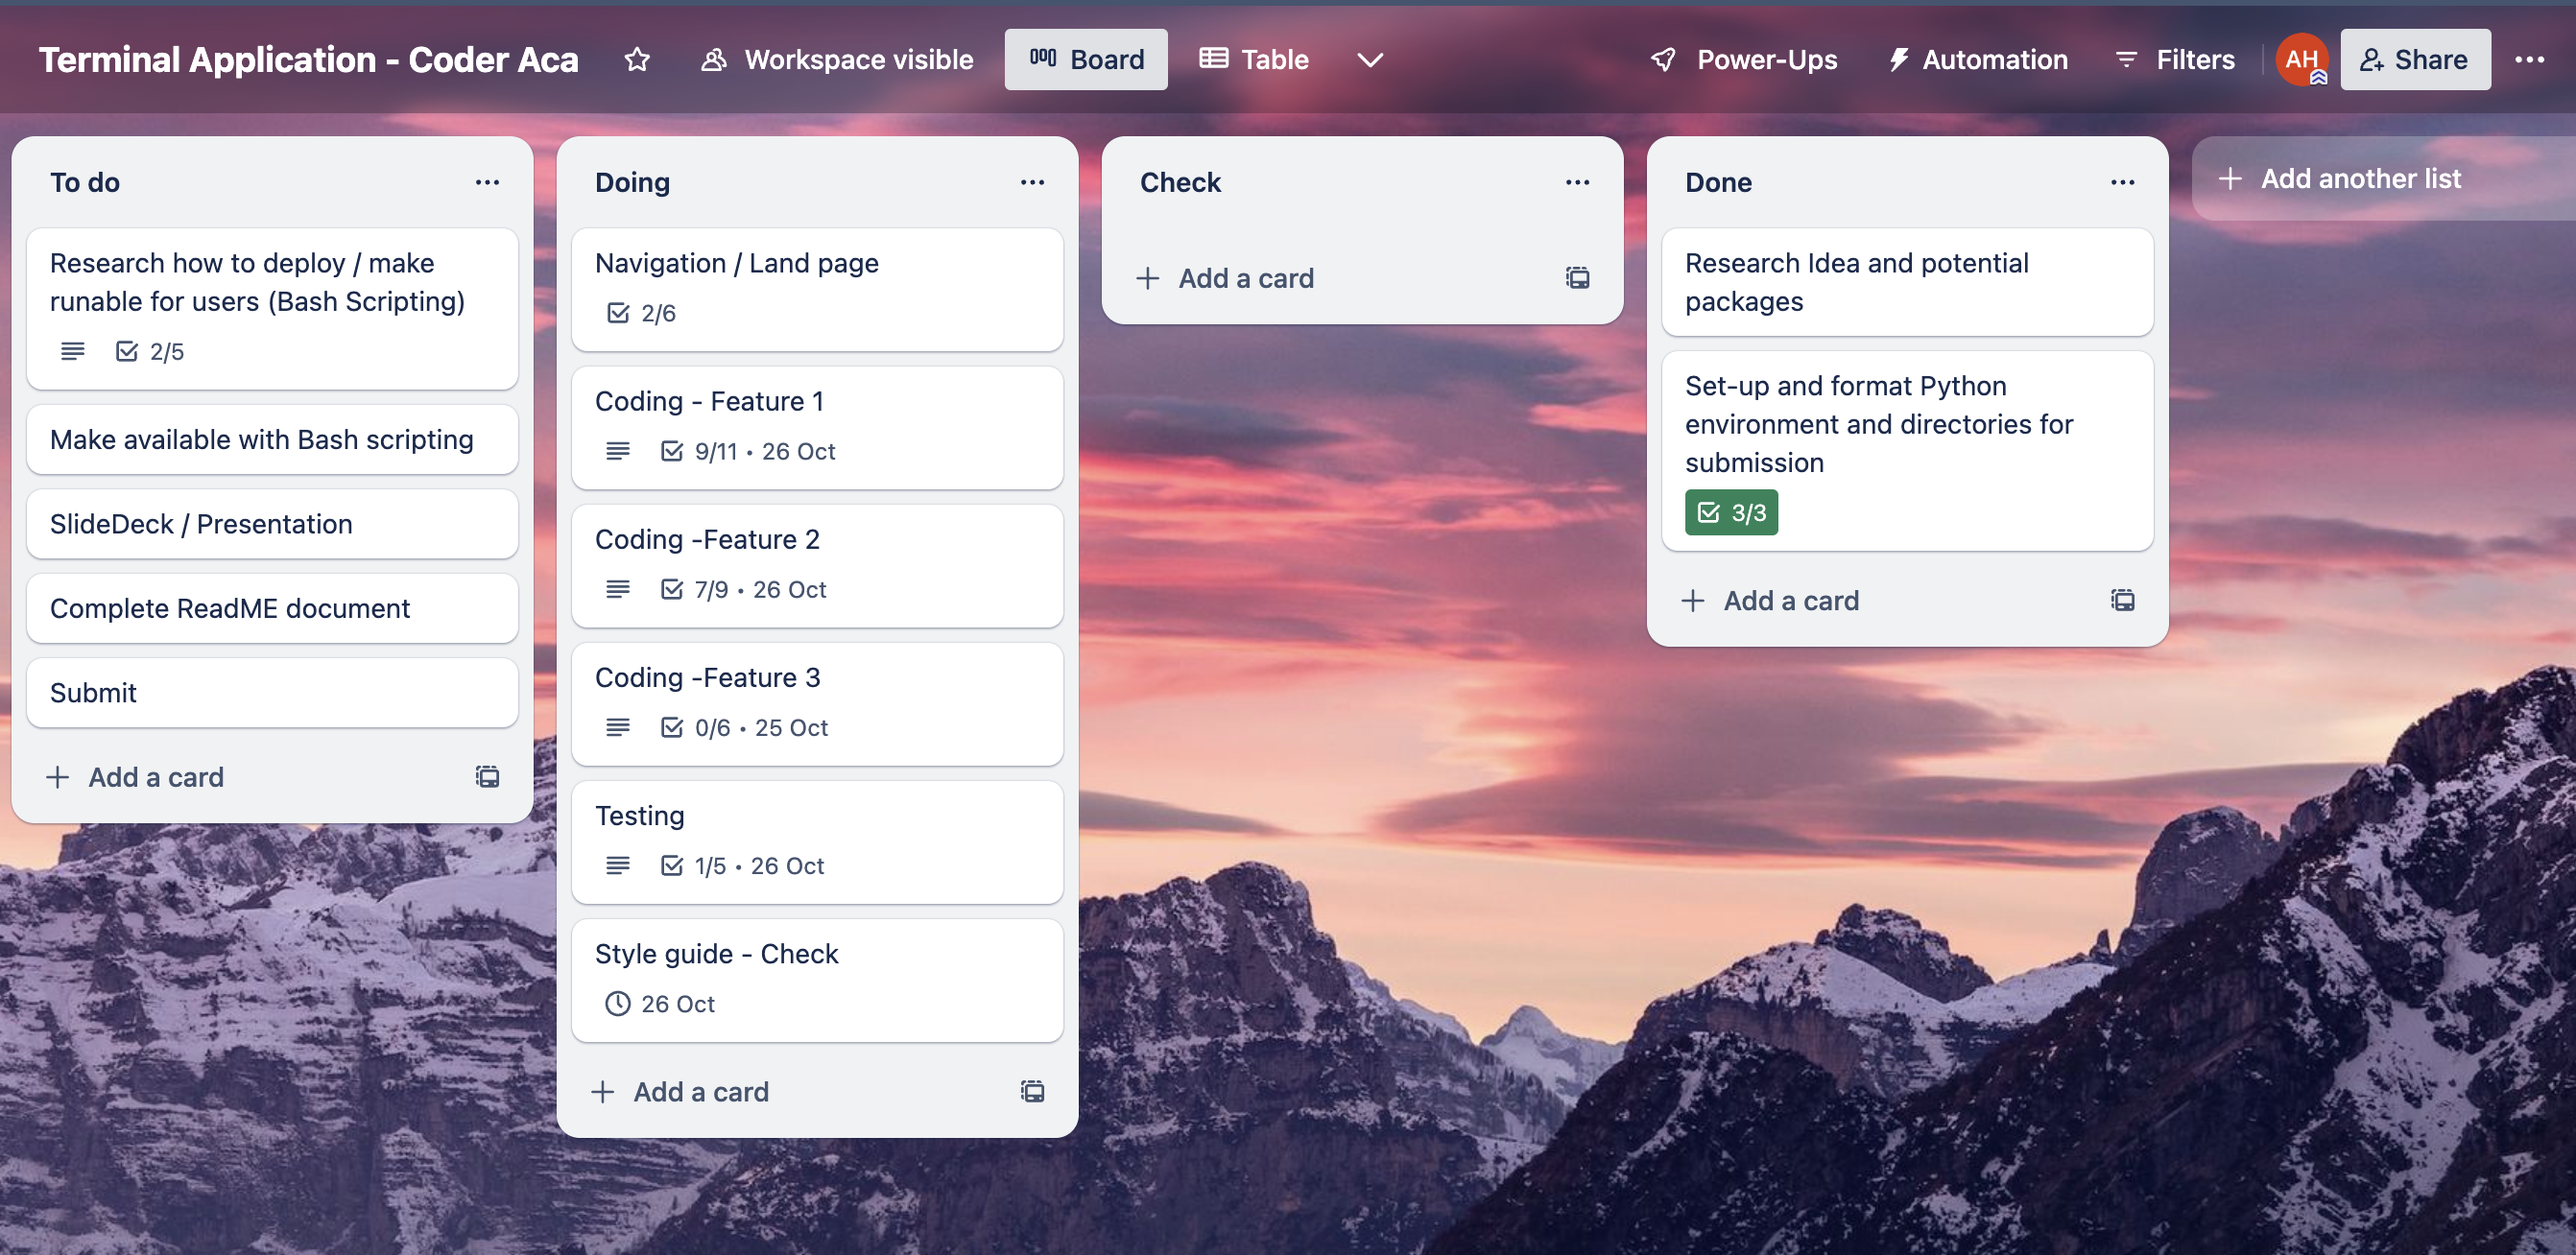 Terminal Application - Coder Aca
Workspace visible
Board
Table
Power-Ups
Automation
Filters
AH
Share
To do
Research how to deploy / make
runable for users (Bash Scripting)
2/5
Make available with Bash scripting
SlideDeck / Presentation
Complete ReadME document
Submit
+ Add a card
Doing
Navigation / Land page
2/6
Coding - Feature 1
9/11 • 26 Oct
Coding -Feature 2
7/9 • 26 Oct
Coding -Feature 3
0/6 • 25 Oct
Testing
1/5 • 26 Oct
Style guide - Check
26 Oct
+ Add a card
Check
+ Add a card
Done
Research Idea and potential
packages
Set-up and format Python
environment and directories for
submission
3/3
+ Add a card
+ Add another list